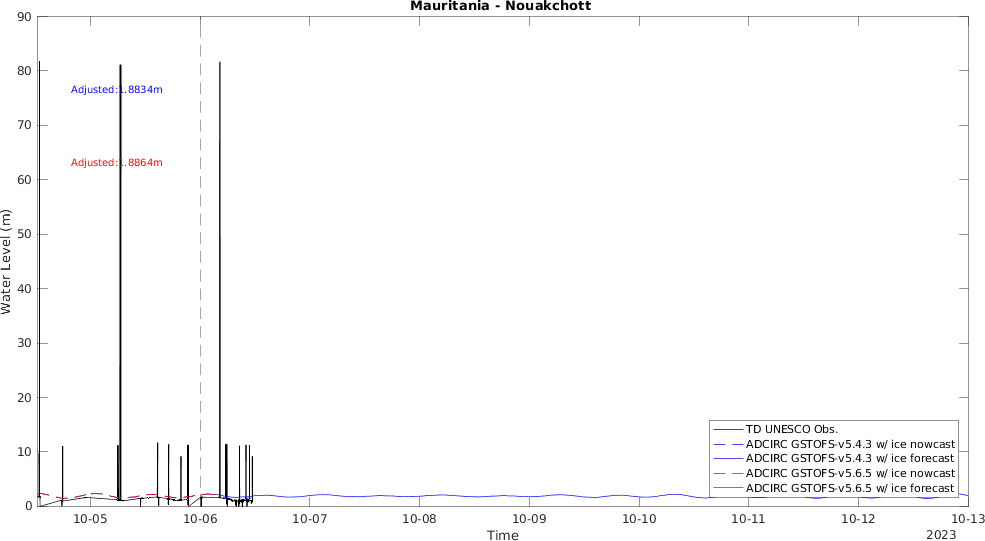 Mauritania - Nouakchott
90
80
70
60
50
40
30
20
10
0
Water Level (m)
Adjusted:1.8834m
Adjusted:1.8864m
TD UNESCO Obs.
ADCIRC GSTOFS-v5.4.3 w/ ice nowcast
ADCIRC GSTOFS-v5.4.3 w/ ice forecast
ADCIRC GSTOFS-v5.6.5 w/ ice nowcast
ADCIRC GSTOFS-v5.6.5 w/ ice forecast
10-05 10-06 10-07 10-08 10-09 10-10 10-11 10-12 10-13
Time
2023